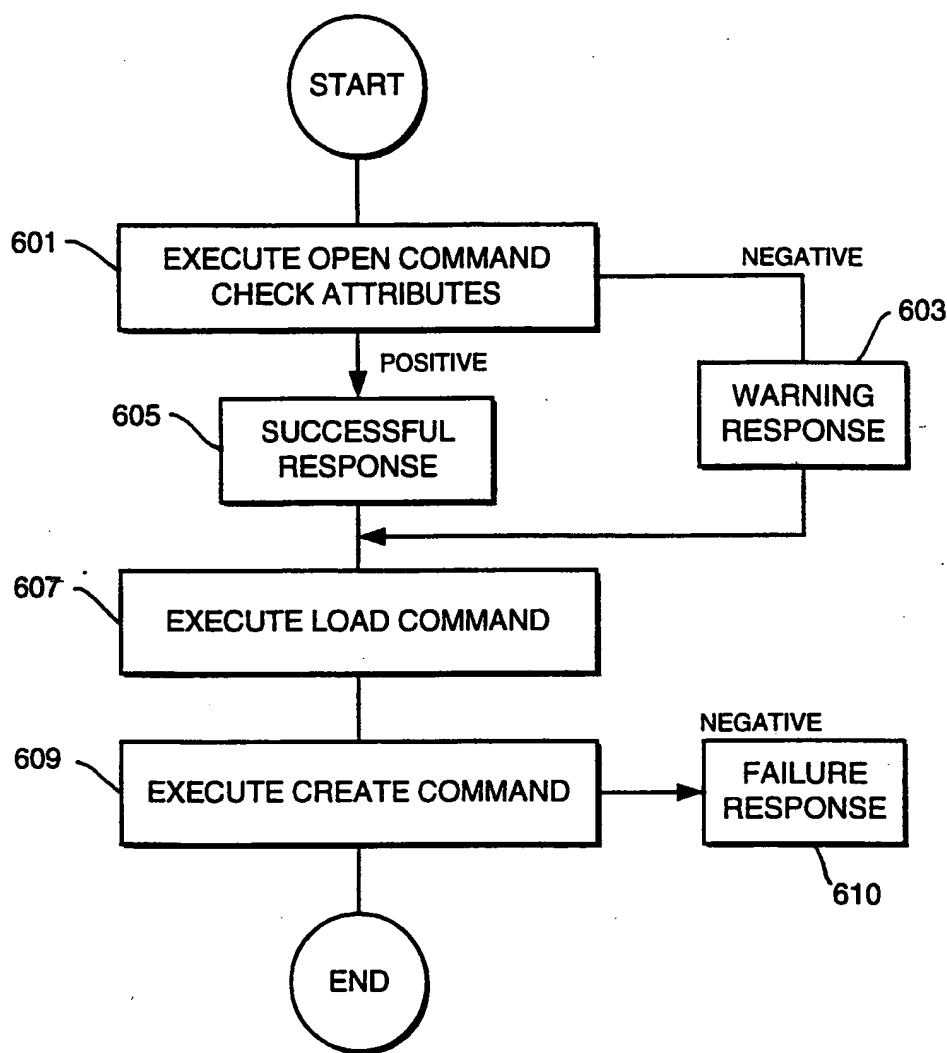 START
601
EXECUTE OPEN COMMAND
CHECK ATTRIBUTES
NEGATIVE
603
POSITIVE
WARNING
RESPONSE
605
SUCCESSFUL
RESPONSE
607
EXECUTE LOAD COMMAND
609
EXECUTE CREATE COMMAND
NEGATIVE
FAILURE
RESPONSE
610
END